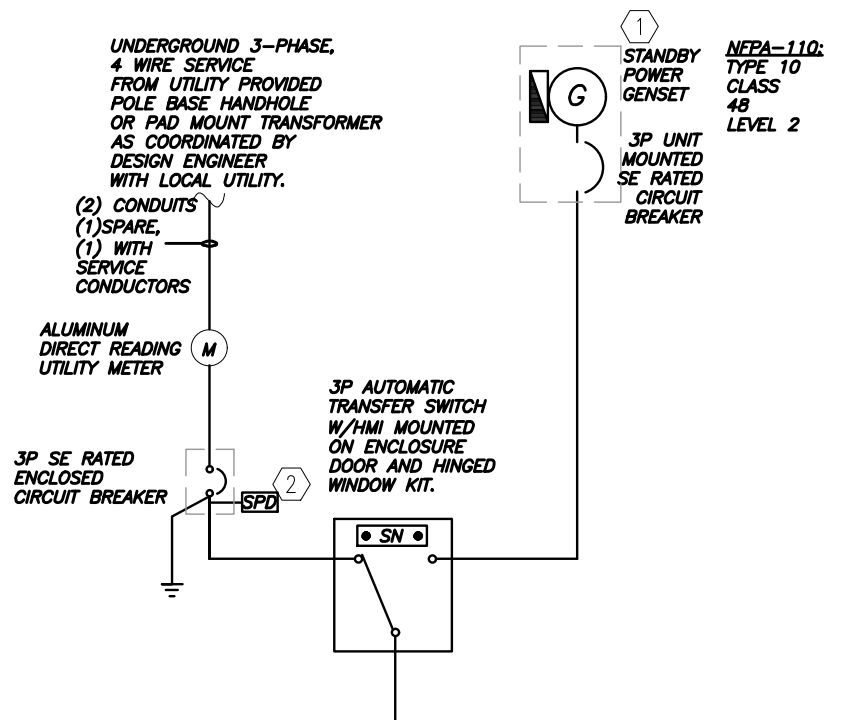 UNDERGROUND 3-PHASE,
4 WIRE SERVICE
FROM UTILITY PROVIDED
POLE BASE HANDHOLE
OR PAD MOUNT TRANSFORMER
AS COORDINATED BY
DESIGN ENGINEER
WITH LOCAL UTILITY.
(2) CONDUITS
(1)SPARE,
(1) WITH
SERVICE
CONDUCTORS
ALUMINUM
DIRECT READING
UTILITY METER
M
3P SE RATED
ENCLOSED
CIRCUIT BREAKER
SPD
2
3P AUTOMATIC
TRANSFER SWITCH
W/HMI MOUNTED
ON ENCLOSURE
DOOR AND HINGED
WINDOW KIT.
SN
1
G
STANDBY
POWER
GENSET
3P UNIT
MOUNTED
SE RATED
CIRCUIT
BREAKER
NFPA-110:
TYPE 10
CLASS
48
LEVEL 2